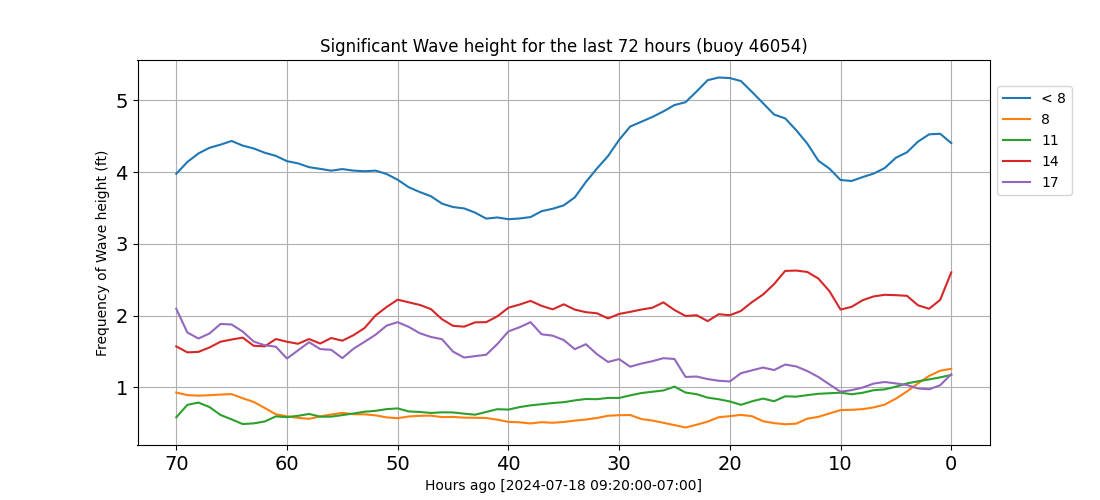 Significant Wave height for the last 72 hours (buoy 46054)
Frequency of Wave height (ft)
5
4
3
2
1
70 60 50 40 30 20 10 0
Hours ago [2024-07-18 09:20:00-07:00]
< 8
8
11
14
17